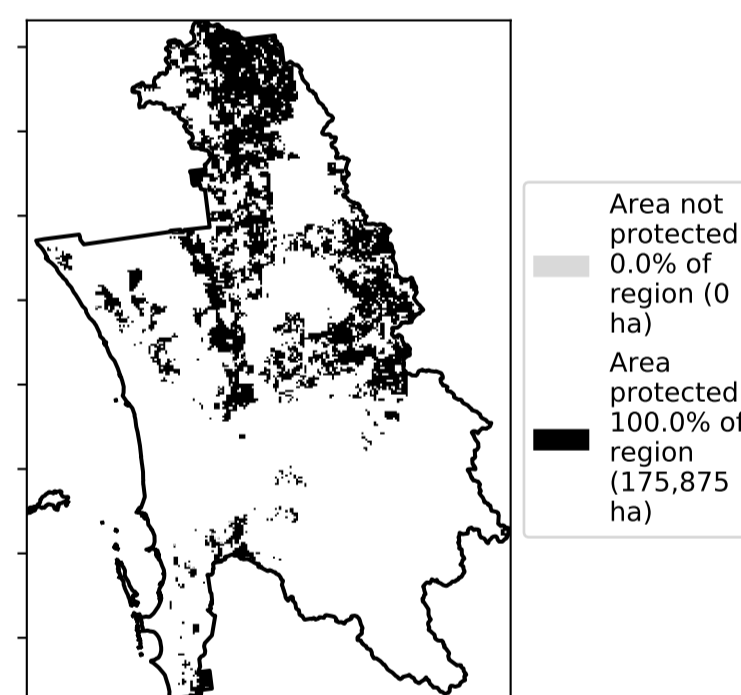 Area not
protected
0.0% of
region (0
ha)
Area
protected
100.0% of
region
(175,875
ha)